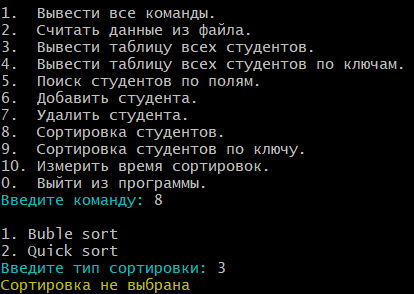 1.  Вывести все команды.
2.  Считать данные из файла.
3.  Вывести таблицу всех студентов.
4.  Вывести таблицу всех студентов по ключам.
5.  Поиск студентов по полям.
6.  Добавить студента.
7.  Удалить студента.
8.  Сортировка студентов.
9.  Сортировка студентов по ключу.
10. Измерить время сортировок.
0.  Выйти из программы.
Введите команду: 8
1. Buble sort
2. Quick sort
Введите тип сортировки: 3
Сортировка не выбрана